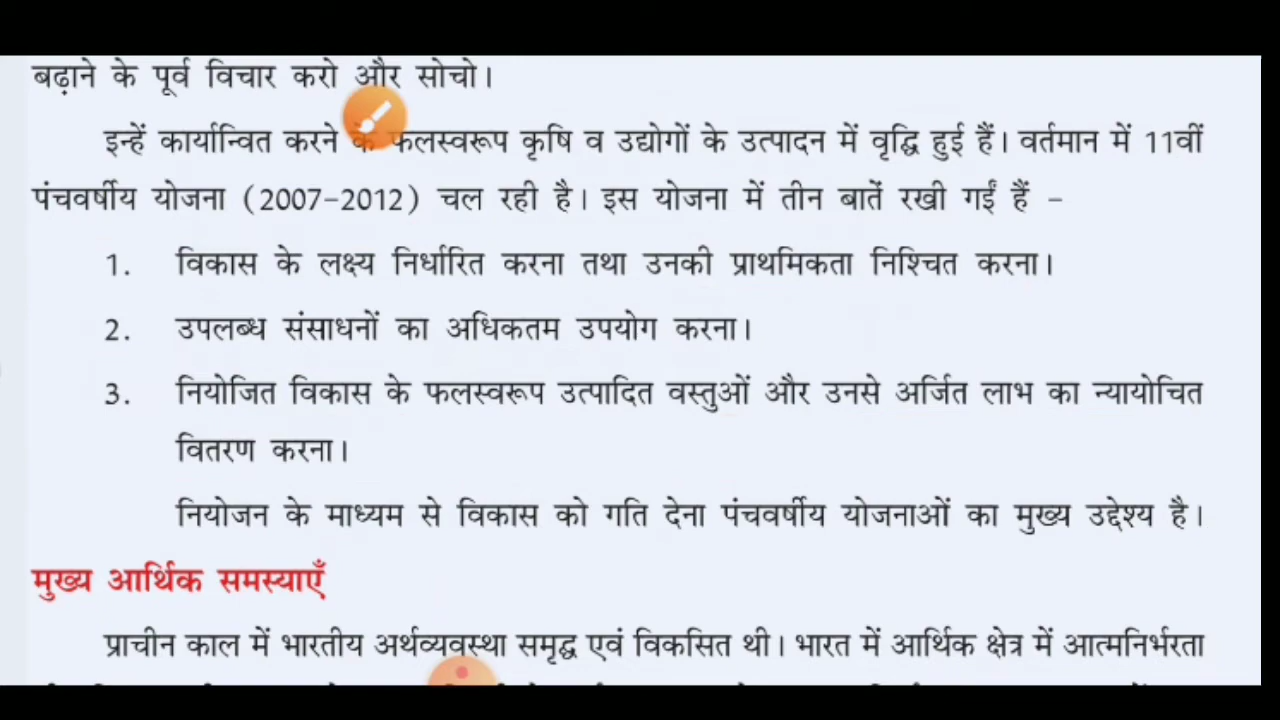 बढ़ाने के पूर्व विचार करो और सोचो।
इन्हें कार्यान्वित करने के फलस्वरूप कृषि व उद्योगों के उत्पादन में वृद्धि हुई हैं। वर्तमान में 11वीं
पंचवर्षीय योजना (2007-2012) चल रही है। इस योजना में तीन बातें रखी गईं हैं -
1. विकास के लक्ष्य निर्धारित करना तथा उनकी प्राथमिकता निश्चित करना।
2. उपलब्ध संसाधनों का अधिकतम उपयोग करना।
3. नियोजित विकास के फलस्वरूप उत्पादित वस्तुओं और उनसे अर्जित लाभ का न्यायोचित
वितरण करना।
नियोजन के माध्यम से विकास को गति देना पंचवर्षीय योजनाओं का मुख्य उद्देश्य है।
मुख्य आर्थिक समस्याएँ
प्राचीन काल में भारतीय अर्थव्यवस्था समृद्ध एवं विकसित थी। भारत में आर्थिक क्षेत्र में आत्मनिर्भरता